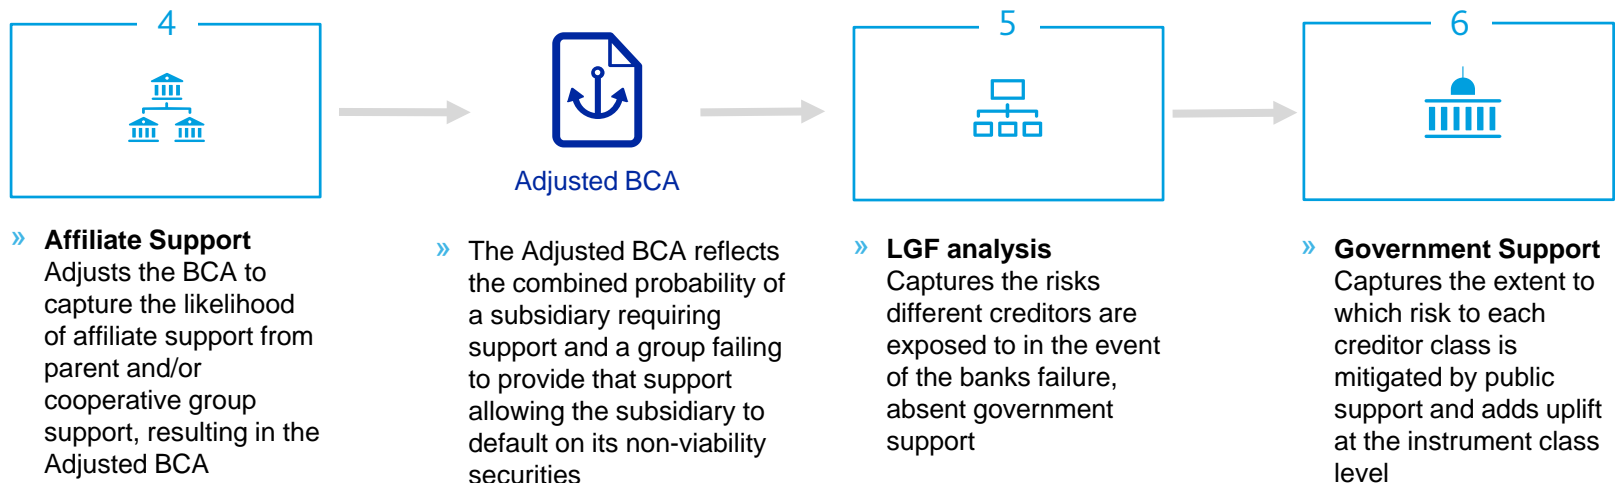 4
» Affiliate Support
Adjusts the BCA to
capture the likelihood
of affiliate support from
parent and/or
cooperative group
support, resulting in the
Adjusted BCA
Adjusted BCA
» The Adjusted BCA reflects
the combined probability of
a subsidiary requiring
support and a group failing
to provide that support
allowing the subsidiary to
default on its non-viability
securities
5
» LGF analysis
Captures the risks
different creditors are
exposed to in the event
of the banks failure,
absent government
support
6
» Government Support
Captures the extent to
which risk to each
creditor class is
mitigated by public
support and adds uplift
at the instrument class
level